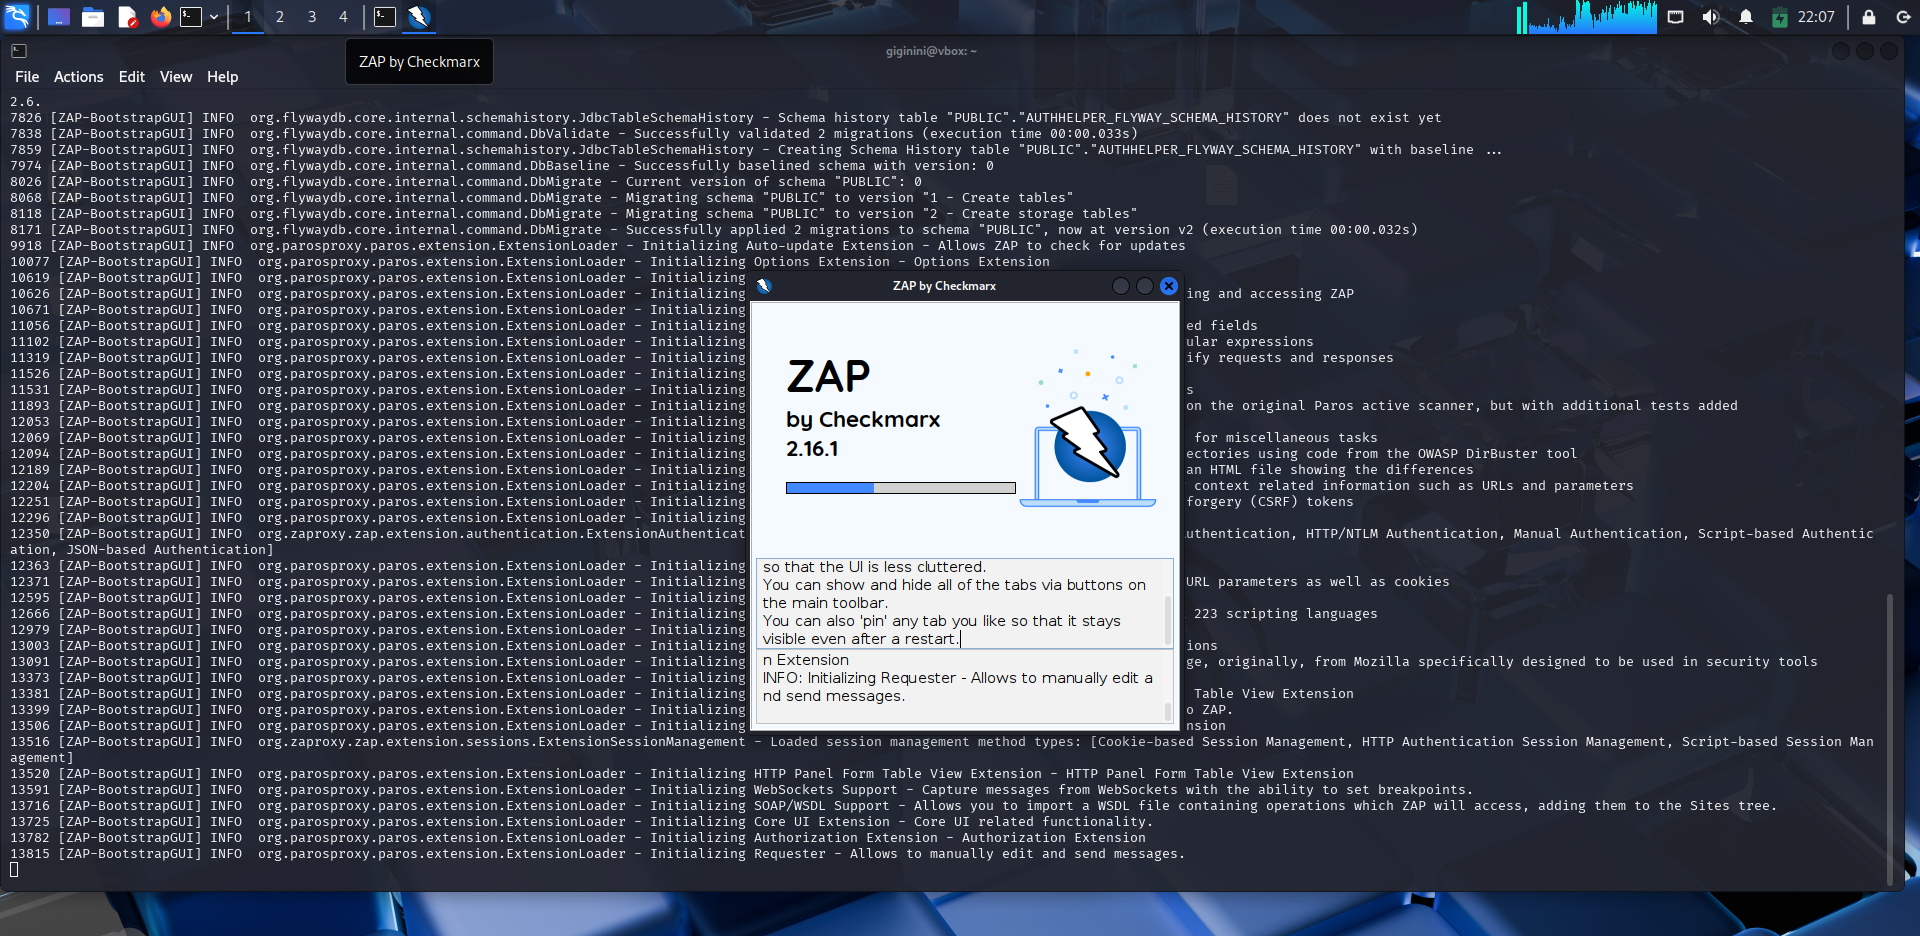 1 2 3 4
22:07
giginini@vbox: ~
ZAP by Checkmarx
File Actions Edit View Help
2.6.
7826 [ZAP-BootstrapGUI] INFO  org.flywaydb.core.internal.schemahistory.JdbcTableSchemaHistory - Schema history table "PUBLIC"."AUTHHELPER_FLYWAY_SCHEMA_HISTORY" does not exist yet
7838 [ZAP-BootstrapGUI] INFO  org.flywaydb.core.internal.command.DbValidate - Successfully validated 2 migrations (execution time 00:00.033s)
7859 [ZAP-BootstrapGUI] INFO  org.flywaydb.core.internal.schemahistory.JdbcTableSchemaHistory - Creating Schema History table "PUBLIC"."AUTHHELPER_FLYWAY_SCHEMA_HISTORY" with baseline ...
7974 [ZAP-BootstrapGUI] INFO  org.flywaydb.core.internal.command.DbBaseline - Successfully baselined schema with version: 0
8026 [ZAP-BootstrapGUI] INFO  org.flywaydb.core.internal.command.DbMigrate - Current version of schema "PUBLIC": 0
8068 [ZAP-BootstrapGUI] INFO  org.flywaydb.core.internal.command.DbMigrate - Migrating schema "PUBLIC" to version "1 - Create tables"
8118 [ZAP-BootstrapGUI] INFO  org.flywaydb.core.internal.command.DbMigrate - Migrating schema "PUBLIC" to version "2 - Create storage tables"
8171 [ZAP-BootstrapGUI] INFO  org.flywaydb.core.internal.command.DbMigrate - Successfully applied 2 migrations to schema "PUBLIC", now at version v2 (execution time 00:00.032s)
9918 [ZAP-BootstrapGUI] INFO  org.parosproxy.paros.extension.ExtensionLoader - Initializing Auto-update Extension - Allows ZAP to check for updates
10077 [ZAP-BootstrapGUI] INFO  org.parosproxy.paros.extension.ExtensionLoader - Initializing Options Extension - Options Extension
10619 [ZAP-BootstrapGUI] INFO  org.parosproxy.paros.extension.ExtensionLoader - Initializing
10626 [ZAP-BootstrapGUI] INFO  org.parosproxy.paros.extension.ExtensionLoader - Initializing ing and accessing ZAP
10671 [ZAP-BootstrapGUI] INFO  org.parosproxy.paros.extension.ExtensionLoader - Initializing
11056 [ZAP-BootstrapGUI] INFO  org.parosproxy.paros.extension.ExtensionLoader - Initializing ed fields
11102 [ZAP-BootstrapGUI] INFO  org.parosproxy.paros.extension.ExtensionLoader - Initializing ular expressions
11319 [ZAP-BootstrapGUI] INFO  org.parosproxy.paros.extension.ExtensionLoader - Initializing ify requests and responses
11526 [ZAP-BootstrapGUI] INFO  org.parosproxy.paros.extension.ExtensionLoader - Initializing
11531 [ZAP-BootstrapGUI] INFO  org.parosproxy.paros.extension.ExtensionLoader - Initializing s
11893 [ZAP-BootstrapGUI] INFO  org.parosproxy.paros.extension.ExtensionLoader - Initializing on the original Paros active scanner, but with additional tests added
12053 [ZAP-BootstrapGUI] INFO  org.parosproxy.paros.extension.ExtensionLoader - Initializing
12069 [ZAP-BootstrapGUI] INFO  org.parosproxy.paros.extension.ExtensionLoader - Initializing for miscellaneous tasks
12094 [ZAP-BootstrapGUI] INFO  org.parosproxy.paros.extension.ExtensionLoader - Initializing ectories using code from the OWASP DirBuster tool
12189 [ZAP-BootstrapGUI] INFO  org.parosproxy.paros.extension.ExtensionLoader - Initializing an HTML file showing the differences
12204 [ZAP-BootstrapGUI] INFO  org.parosproxy.paros.extension.ExtensionLoader - Initializing context related information such as URLs and parameters
12251 [ZAP-BootstrapGUI] INFO  org.parosproxy.paros.extension.ExtensionLoader - Initializing forgery (CSRF) tokens
12296 [ZAP-BootstrapGUI] INFO  org.parosproxy.paros.extension.ExtensionLoader - Initializing
12350 [ZAP-BootstrapGUI] INFO  org.zaproxy.zap.extension.authentication.ExtensionAuthenticat uthentication, HTTP/NTLM Authentication, Manual Authentication, Script-based Authentic
ation, JSON-based Authentication]
12363 [ZAP-BootstrapGUI] INFO  org.parosproxy.paros.extension.ExtensionLoader - Initializing
12371 [ZAP-BootstrapGUI] INFO  org.parosproxy.paros.extension.ExtensionLoader - Initializing URL parameters as well as cookies
12595 [ZAP-BootstrapGUI] INFO  org.parosproxy.paros.extension.ExtensionLoader - Initializing
12666 [ZAP-BootstrapGUI] INFO  org.parosproxy.paros.extension.ExtensionLoader - Initializing 223 scripting languages
12979 [ZAP-BootstrapGUI] INFO  org.parosproxy.paros.extension.ExtensionLoader - Initializing
13003 [ZAP-BootstrapGUI] INFO  org.parosproxy.paros.extension.ExtensionLoader - Initializing ions
13091 [ZAP-BootstrapGUI] INFO  org.parosproxy.paros.extension.ExtensionLoader - Initializing ge, originally, from Mozilla specifically designed to be used in security tools
13373 [ZAP-BootstrapGUI] INFO  org.parosproxy.paros.extension.ExtensionLoader - Initializing
13381 [ZAP-BootstrapGUI] INFO  org.parosproxy.paros.extension.ExtensionLoader - Initializing Table View Extension
13399 [ZAP-BootstrapGUI] INFO  org.parosproxy.paros.extension.ExtensionLoader - Initializing o ZAP.
13506 [ZAP-BootstrapGUI] INFO  org.parosproxy.paros.extension.ExtensionLoader - Initializing nsion
13516 [ZAP-BootstrapGUI] INFO  org.zaproxy.zap.extension.sessions.ExtensionSessionManagement - Loaded session management method types: [Cookie-based Session Management, HTTP Authentication Session Management, Script-based Session Man
agement]
13520 [ZAP-BootstrapGUI] INFO  org.parosproxy.paros.extension.ExtensionLoader - Initializing HTTP Panel Form Table View Extension - HTTP Panel Form Table View Extension
13591 [ZAP-BootstrapGUI] INFO  org.parosproxy.paros.extension.ExtensionLoader - Initializing WebSockets Support - Capture messages from WebSockets with the ability to set breakpoints.
13716 [ZAP-BootstrapGUI] INFO  org.parosproxy.paros.extension.ExtensionLoader - Initializing SOAP/WSDL Support - Allows you to import a WSDL file containing operations which ZAP will access, adding them to the Sites tree.
13725 [ZAP-BootstrapGUI] INFO  org.parosproxy.paros.extension.ExtensionLoader - Initializing Core UI Extension - Core UI related functionality.
13782 [ZAP-BootstrapGUI] INFO  org.parosproxy.paros.extension.ExtensionLoader - Initializing Authorization Extension - Authorization Extension
13815 [ZAP-BootstrapGUI] INFO  org.parosproxy.paros.extension.ExtensionLoader - Initializing Requester - Allows to manually edit and send messages.
ZAP by Checkmarx
ZAP
by Checkmarx
2.16.1
so that the UI is less cluttered.
You can show and hide all of the tabs via buttons on
the main toolbar.
You can also 'pin' any tab you like so that it stays
visible even after a restart.
n Extension
INFO: Initializing Requester - Allows to manually edit a
nd send messages.